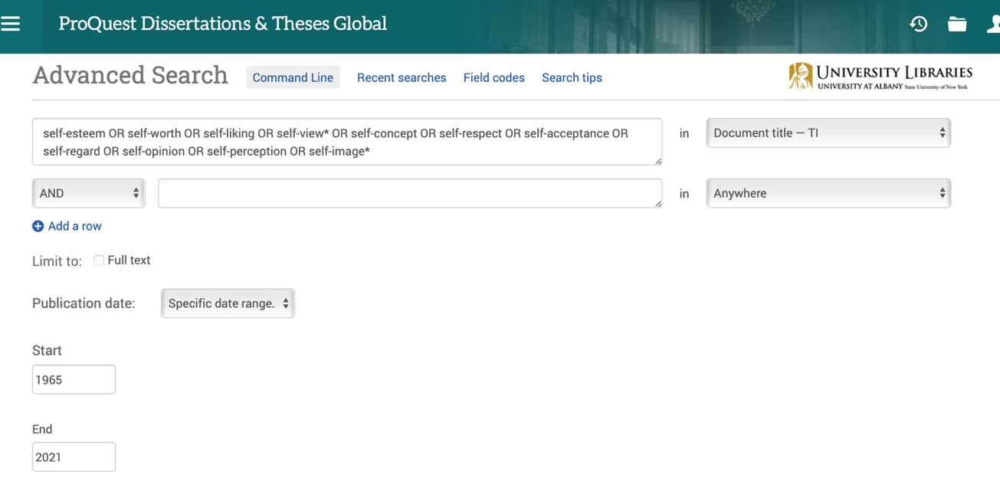 ProQuest Dissertations & Theses Global
Advanced Search Command Line Recent searches Field codes Search tips
UNIVERSITY LIBRARIES
UNIVERSITY AT ALBANY State University of New York
self-esteem OR self-worth OR self-liking OR self-view* OR self-concept OR self-respect OR self-acceptance OR
self-regard OR self-opinion OR self-perception OR self-image*
in Document title — TI
AND in Anywhere
Add a row
Limit to: Full text
Publication date: Specific date range.
Start
1965
End
2021